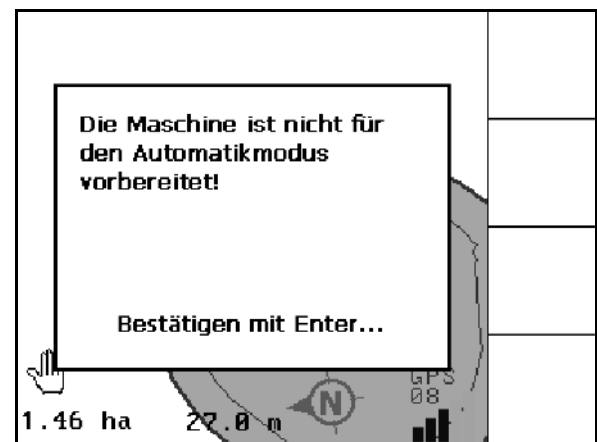 Die Maschine ist nicht für
den Automatikmodus
vorbereitet!
Bestätigen mit Enter...
GPS
08
1.46 ha 27.0 m
N